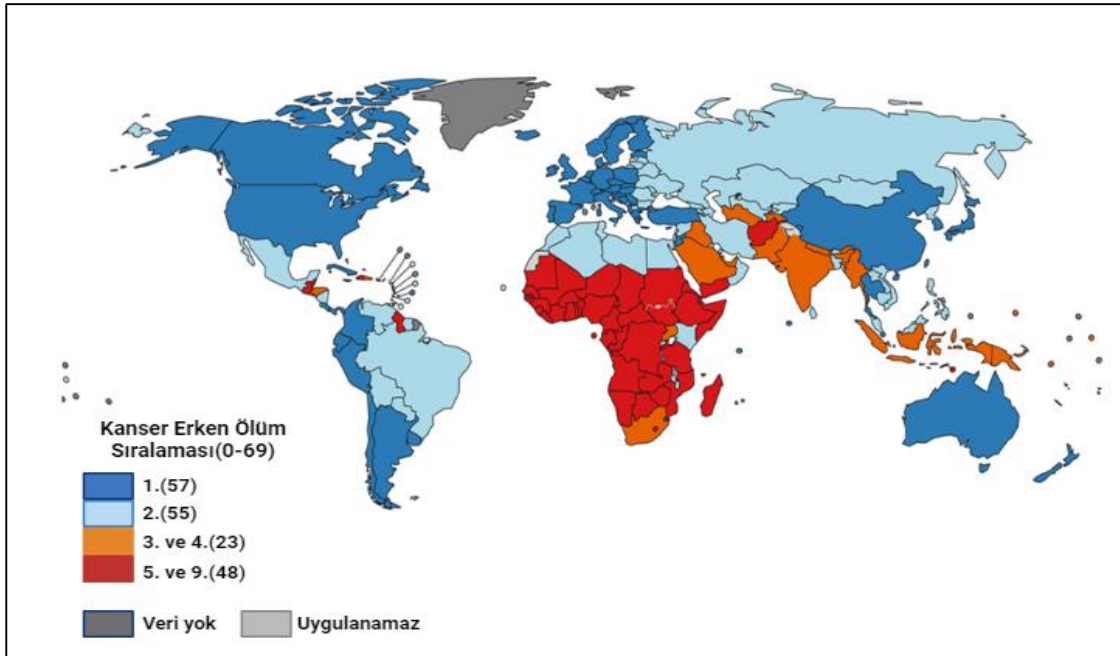 Kanser Erken Ölüm
Sıralaması(0-69)
1.(57)
2.(55)
3. ve 4.(23)
5. ve 9.(48)
Veri yok
Uygulanamaz